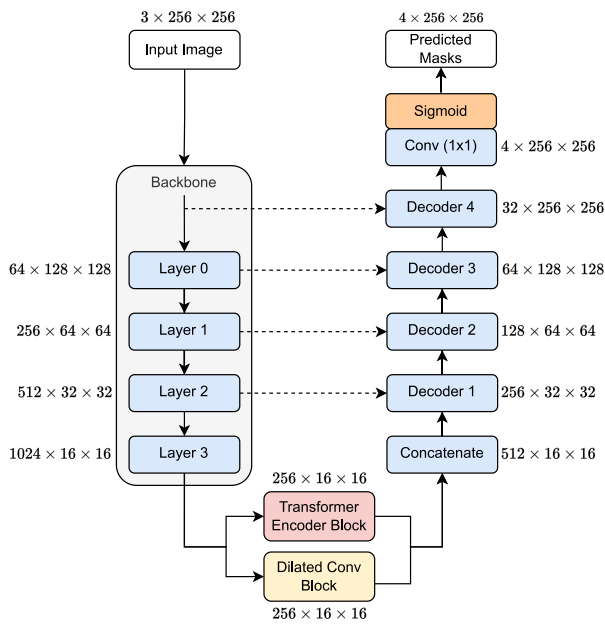 3 × 256 × 256
Input Image
Backbone
64 × 128 × 128
Layer 0
256 × 64 × 64
Layer 1
512 × 32 × 32
Layer 2
1024 × 16 × 16
Layer 3
256 × 16 × 16
Transformer
Encoder Block
Dilated Conv
Block
256 × 16 × 16
4 × 256 × 256
Predicted
Masks
Sigmoid
Conv (1x1)
4 × 256 × 256
Decoder 4
32 × 256 × 256
Decoder 3
64 × 128 × 128
Decoder 2
128 × 64 × 64
Decoder 1
256 × 32 × 32
Concatenate
512 × 16 × 16